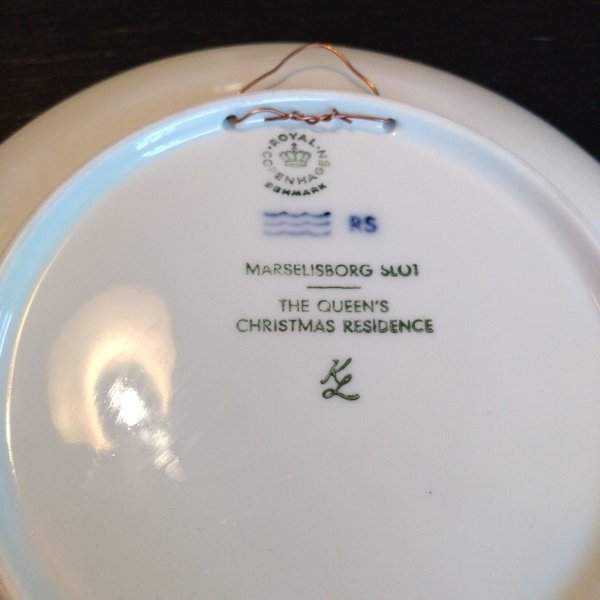 ROYAL COPENHAGEN
DENMARK
RS
MARSELISBORG SLOT
THE QUEEN'S
CHRISTMAS RESIDENCE
KL